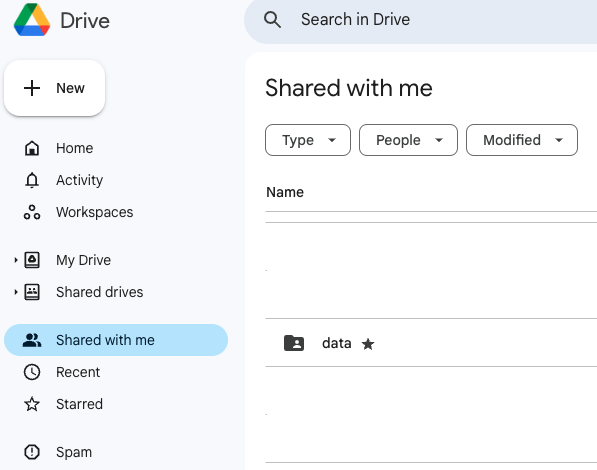 Drive
Search in Drive
New
Home
Activity
Workspaces
My Drive
Shared drives
Shared with me
Recent
Starred
Spam
Shared with me
Type
People
Modified
Name
data